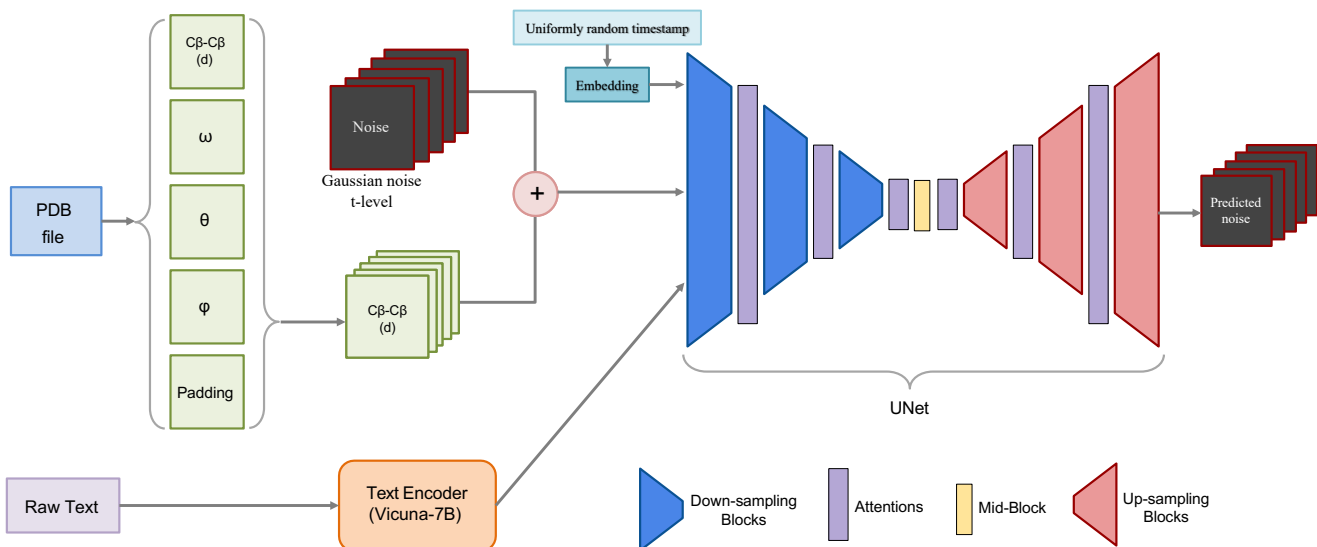 PDB
file
Cβ-Cβ
(d)
ω
θ
φ
Padding
Noise
Gaussian noise
t-level
Cβ-Cβ
(d)
+
Uniformly random timestamp
Embedding
UNet
Predicted
noise
Raw Text
Text Encoder
(Vicuna-7B)
Down-sampling
Blocks
Attentions
Mid-Block
Up-sampling
Blocks